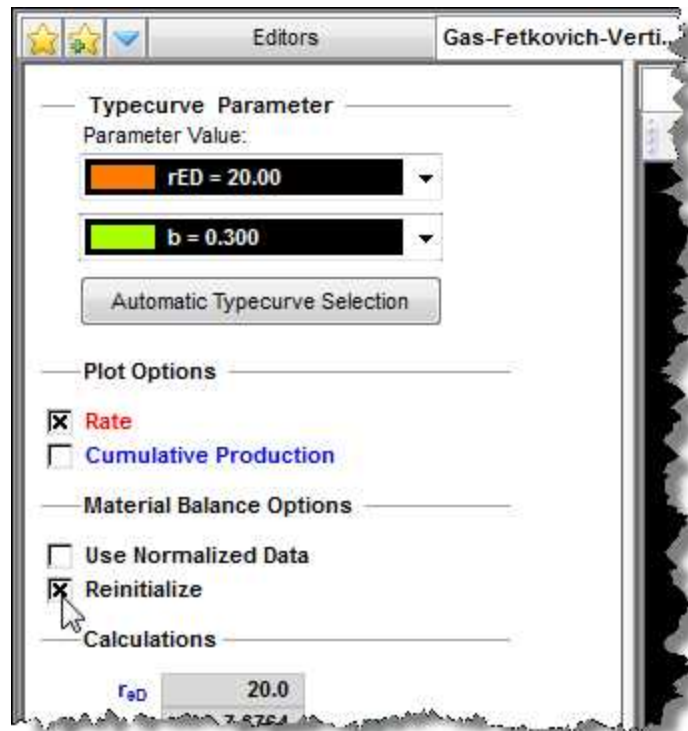 Editors Gas-Fetkovich-Verti...
Typecurve Parameter
Parameter Value:
rED = 20.00
b = 0.300
Automatic Typecurve Selection
Plot Options
Rate
Cumulative Production
Material Balance Options
Use Normalized Data
Reinitialize
Calculations
reD 20.0